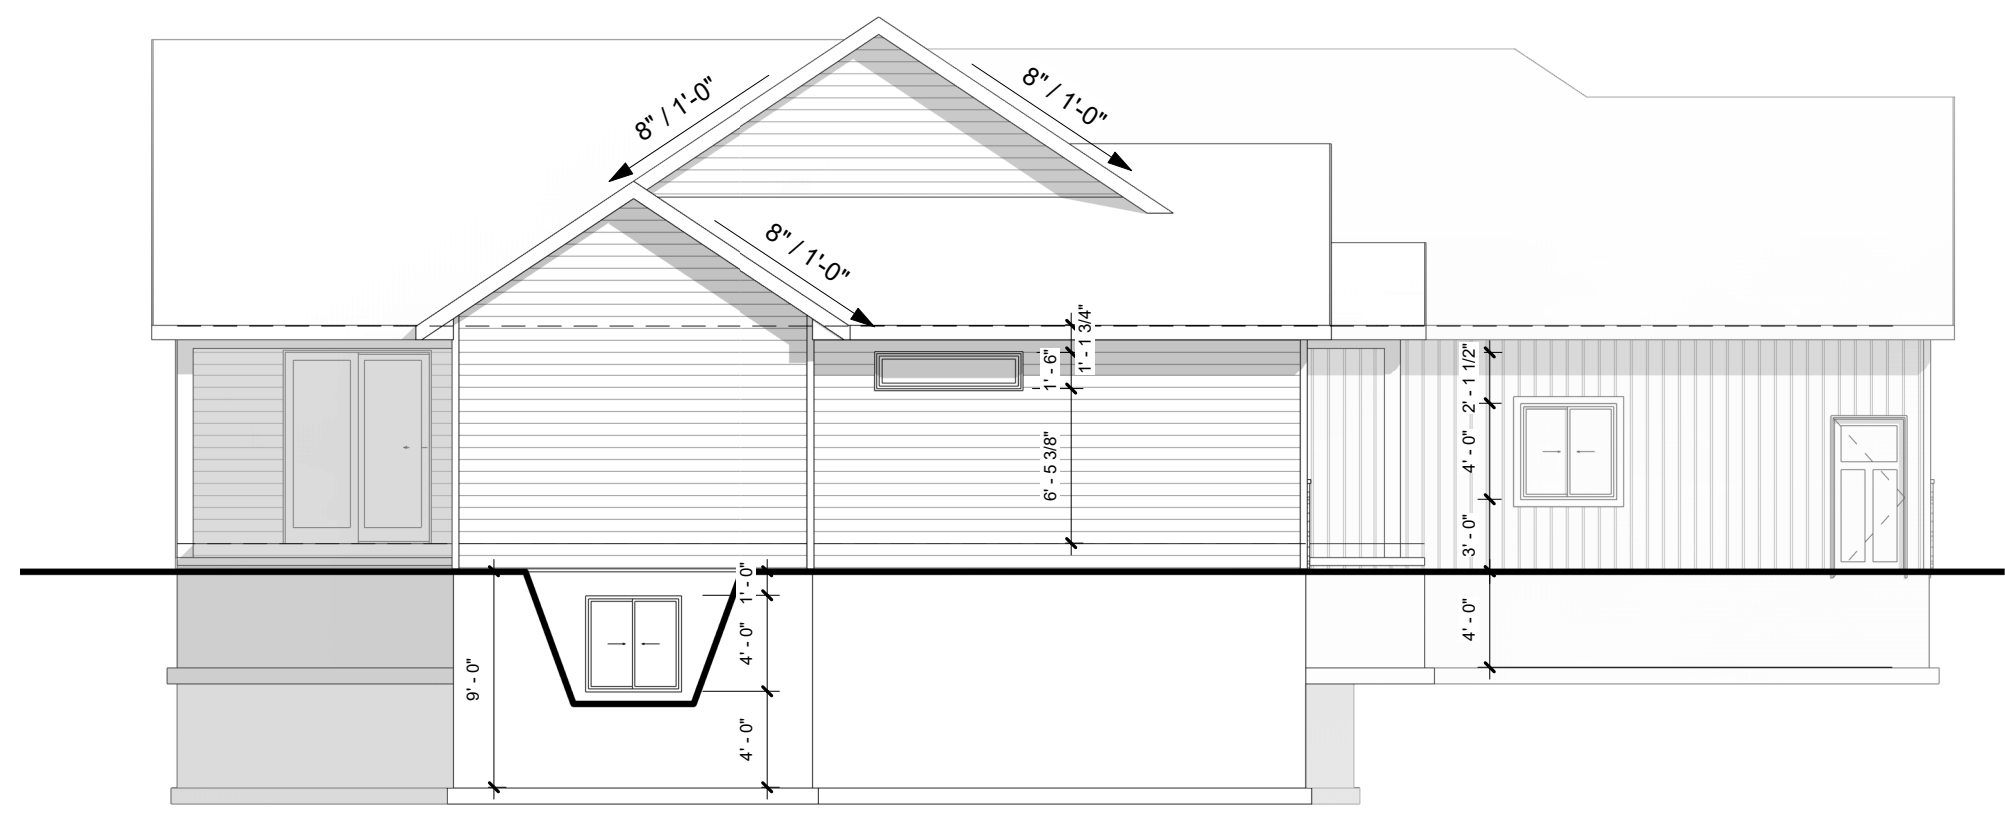 8" / 1'-0"
8" / 1'-0"
8" / 1'-0"
1' - 1 3/4"
1' - 6"
6' - 5 3/8"
2' - 1 1/2"
4' - 0"
3' - 0"
4' - 0"
1' - 0"
4' - 0"
4' - 0"
9' - 0"